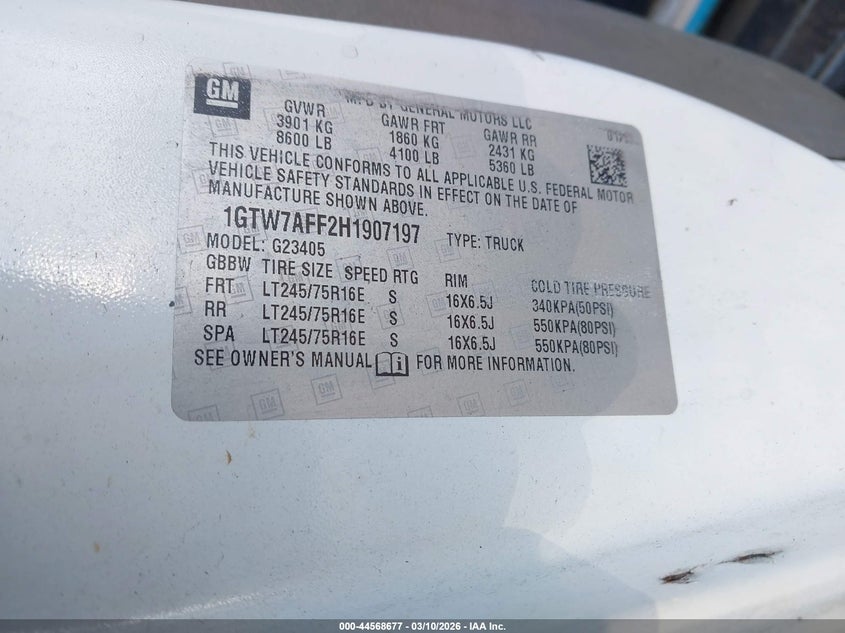 GM
MFD BY GENERAL MOTORS LLC
GVWR GAWR FRT GAWR RR
3901 KG 1860 KG 2431 KG
8600 LB 4100 LB 5360 LB
THIS VEHICLE CONFORMS TO ALL APPLICABLE U.S. FEDERAL MOTOR
VEHICLE SAFETY STANDARDS IN EFFECT ON THE DATE OF
MANUFACTURE SHOWN ABOVE.
1GTW7AFF2H1907197 TYPE: TRUCK
MODEL: G23405
GBBW TIRE SIZE SPEED RTG RIM COLD TIRE PRESSURE
FRT LT245/75R16E S 16X6.5J 340KPA(50PSI)
RR LT245/75R16E S 16X6.5J 550KPA(80PSI)
SPA LT245/75R16E S 16X6.5J 550KPA(80PSI)
SEE OWNER'S MANUAL i FOR MORE INFORMATION.
000-44568677 — 03/10/2026 — IAA Inc.